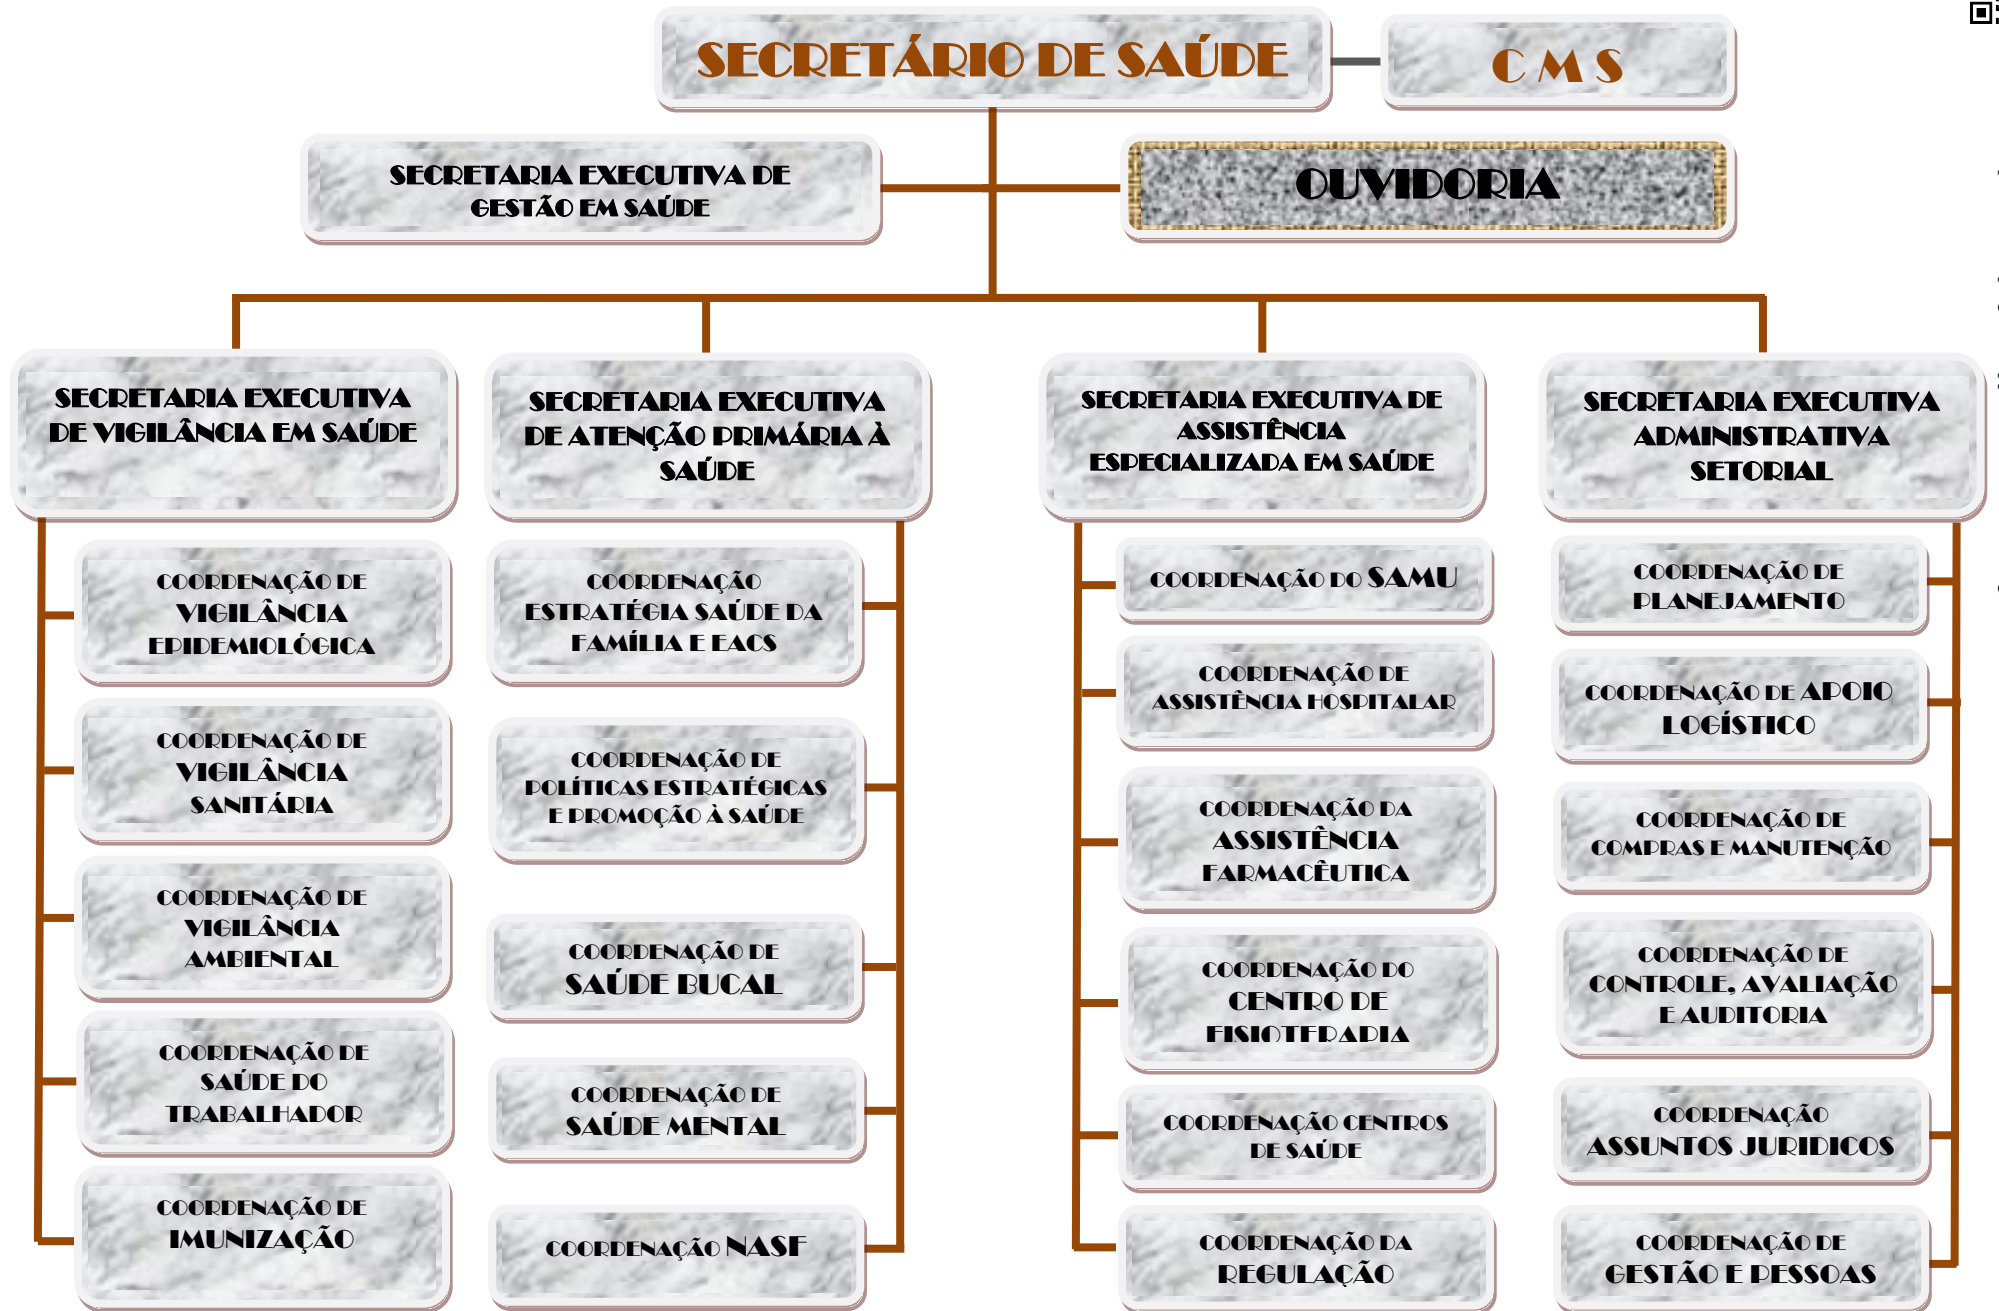 SECRETÁRIO DE SAÚDE
C M S
SECRETARIA EXECUTIVA DE
GESTÃO EM SAÚDE
OUVIDORIA
SECRETARIA EXECUTIVA
DE VIGILÂNCIA EM SAÚDE
COORDENAÇÃO DE
VIGILÂNCIA
EPIDEMIOLÓGICA
COORDENAÇÃO DE
VIGILÂNCIA
SANITÁRIA
COORDENAÇÃO DE
VIGILÂNCIA
AMBIENTAL
COORDENAÇÃO DE
SAÚDE DO
TRABALHADOR
COORDENAÇÃO DE
IMUNIZAÇÃO
SECRETARIA EXECUTIVA
DE ATENÇÃO PRIMÁRIA À
SAÚDE
COORDENAÇÃO
ESTRATÉGIA SAÚDE DA
FAMÍLIA E EACS
COORDENAÇÃO DE
POLÍTICAS ESTRATÉGICAS
E PROMOÇÃO À SAÚDE
COORDENAÇÃO DE
SAÚDE BUCAL
COORDENAÇÃO DE
SAÚDE MENTAL
COORDENAÇÃO NASF
SECRETARIA EXECUTIVA DE
ASSISTÊNCIA
ESPECIALIZADA EM SAÚDE
COORDENAÇÃO DO SAMU
COORDENAÇÃO DE
ASSISTÊNCIA HOSPITALAR
COORDENAÇÃO DA
ASSISTÊNCIA
FARMACÊUTICA
COORDENAÇÃO DO
CENTRO DE
FISIOTERAPIA
COORDENAÇÃO CENTROS
DE SAÚDE
COORDENAÇÃO DA
REGULAÇÃO
SECRETARIA EXECUTIVA
ADMINISTRATIVA
SETORIAL
COORDENAÇÃO DE
PLANEJAMENTO
COORDENAÇÃO DE APOIO
LOGÍSTICO
COORDENAÇÃO DE
COMPRAS E MANUTENÇÃO
COORDENAÇÃO DE
CONTROLE, AVALIAÇÃO
E AUDITORIA
COORDENAÇÃO
ASSUNTOS JURIDICOS
COORDENAÇÃO DE
GESTÃO E PESSOAS